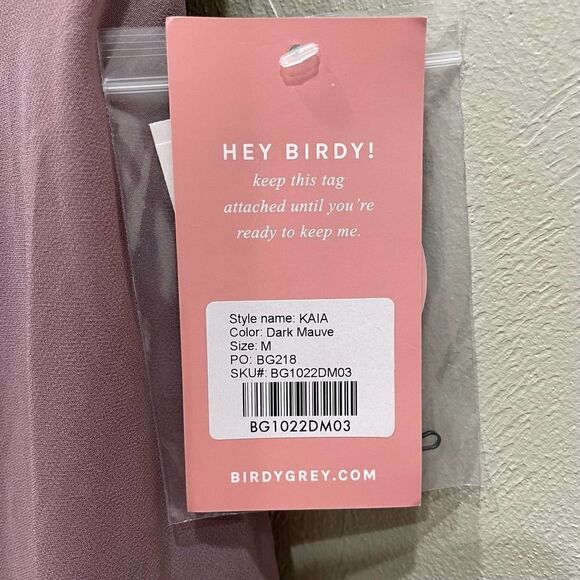 HEY BIRDY!
keep this tag
attached until you're
ready to keep me.
Style name: KAIA
Color: Dark Mauve
Size: M
PO: BG218
SKU#: BG1022DM03
BG1022DM03
BIRDYGREY.COM